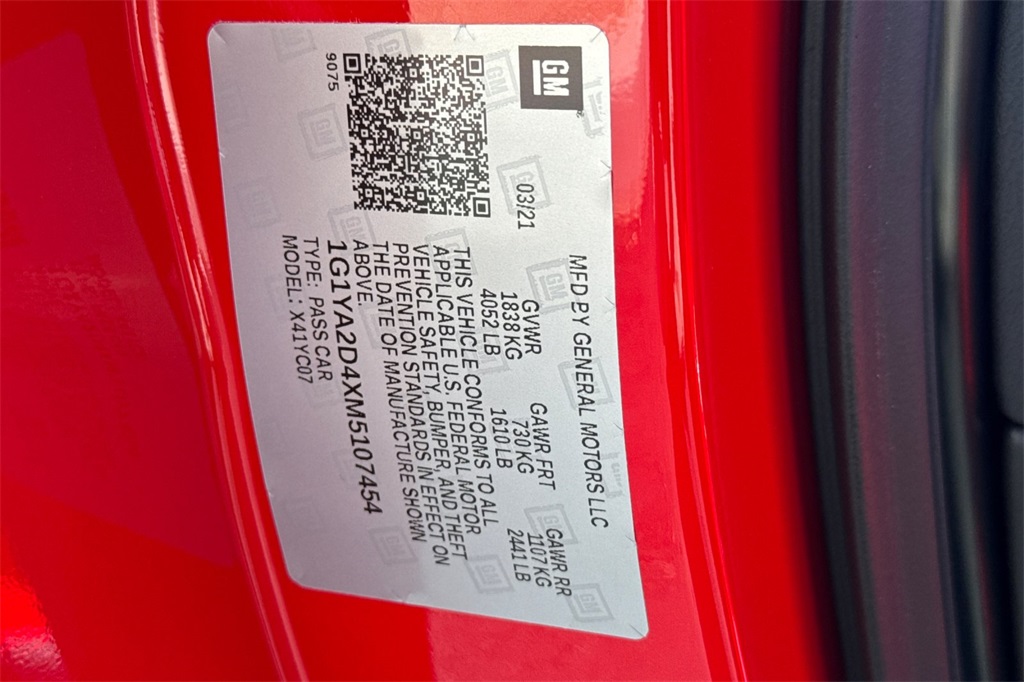 GM
03/21
MFD BY GENERAL MOTORS LLC
GVWR GAWR FRT GAWR RR
1838 KG 730 KG 1107 KG
4052 LB 1610 LB 2441 LB
THIS VEHICLE CONFORMS TO ALL
APPLICABLE U.S. FEDERAL MOTOR
VEHICLE SAFETY, BUMPER, AND THEFT
PREVENTION STANDARDS IN EFFECT ON
THE DATE OF MANUFACTURE SHOWN
ABOVE.
1G1YA2D4XM5107454
TYPE: PASS CAR
MODEL: X41YC07
9075